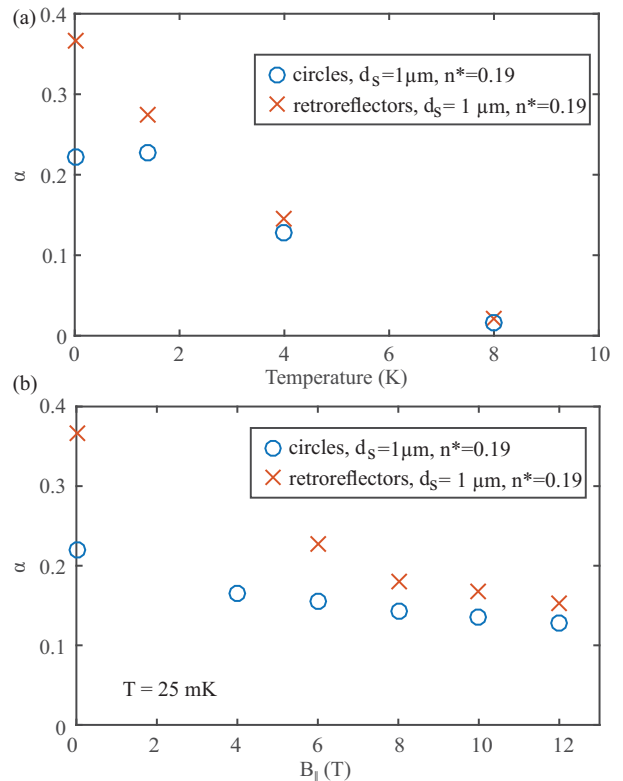 (a)
0.4
0.3
0.2
0.1
0
α
circles, ds=1µm, n*=0.19
retroreflectors, ds= 1 µm, n*=0.19
0 2 4 6 8 10
Temperature (K)
(b)
0.4
0.3
0.2
0.1
0
α
circles, ds=1µm, n*=0.19
retroreflectors, ds= 1 µm, n*=0.19
T = 25 mK
0 2 4 6 8 10 12
B∥ (T)